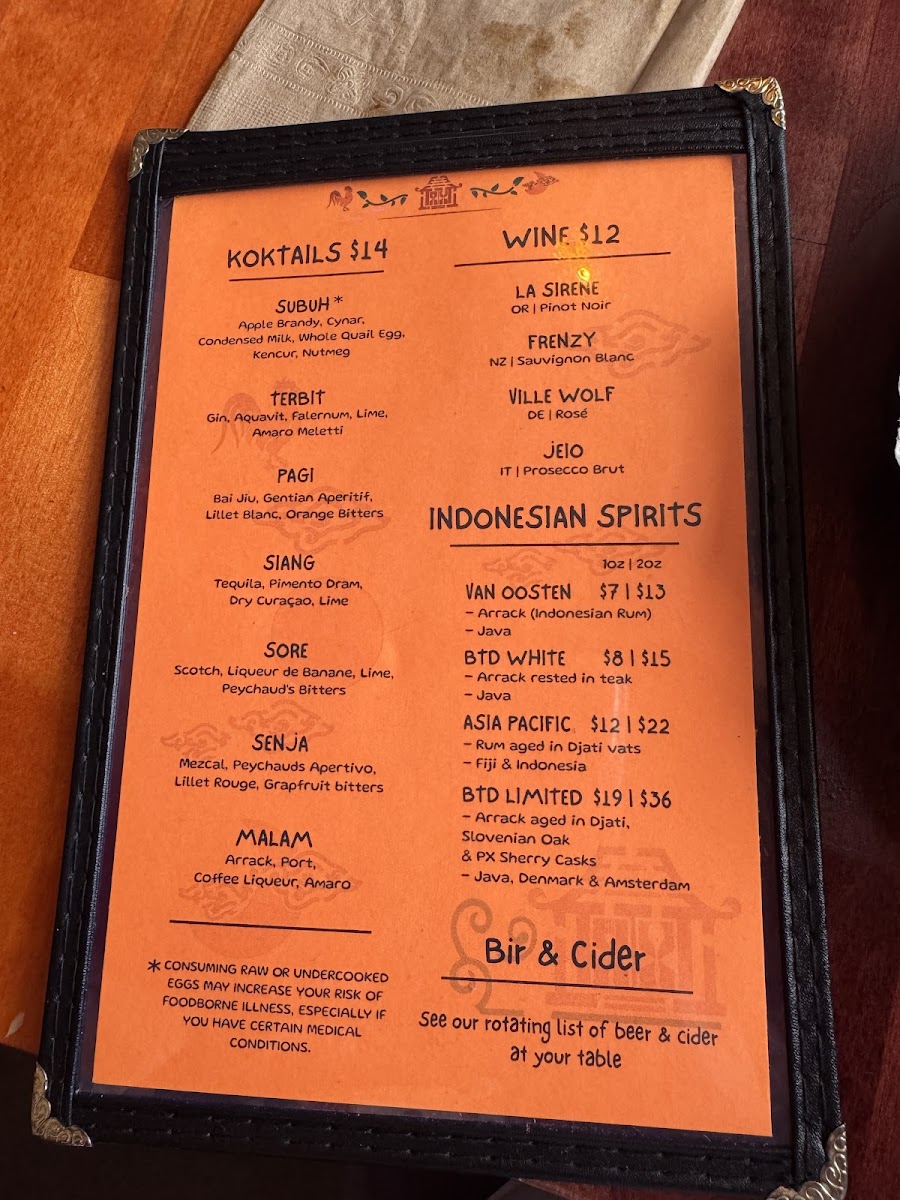 KOKTAILS $14
SUBUH *
Apple Brandy, Cynar,
Condensed Milk, Whole Quail Egg,
Kencur, Nutmeg
TERBIT
Gin, Aquavit, Falernum, Lime,
Amaro Meletti
PAGI
Bai Jiu, Gentian Aperitif,
Lillet Blanc, Orange Bitters
SIANG
Tequila, Pimento Dram,
Dry Curaçao, Lime
SORE
Scotch, Liqueur de Banane, Lime,
Peychaud's Bitters
SENJA
Mezcal, Peychauds Apertivo,
Lillet Rouge, Grapfruit bitters
MALAM
Arrack, Port,
Coffee Liqueur, Amaro
* CONSUMING RAW OR UNDERCOOKED
EGGS MAY INCREASE YOUR RISK OF
FOODBORNE ILLNESS, ESPECIALLY IF
YOU HAVE CERTAIN MEDICAL
CONDITIONS.
WINE $12
LA SIRENE
OR | Pinot Noir
FRENZY
NZ | Sauvignon Blanc
VILLE WOLF
DE | Rosé
JEIO
IT | Prosecco Brut
INDONESIAN SPIRITS
1oz | 2oz
VAN OOSTEN $7 | $13
- Arrack (Indonesian Rum)
- Java
BTD WHITE $8 | $15
- Arrack rested in teak
- Java
ASIA PACIFIC $12 | $22
- Rum aged in Djati vats
- Fiji & Indonesia
BTD LIMITED $19 | $36
- Arrack aged in Djati,
Slovenian Oak
& PX Sherry Casks
- Java, Denmark & Amsterdam
Bir & Cider
See our rotating list of beer & cider
at your table